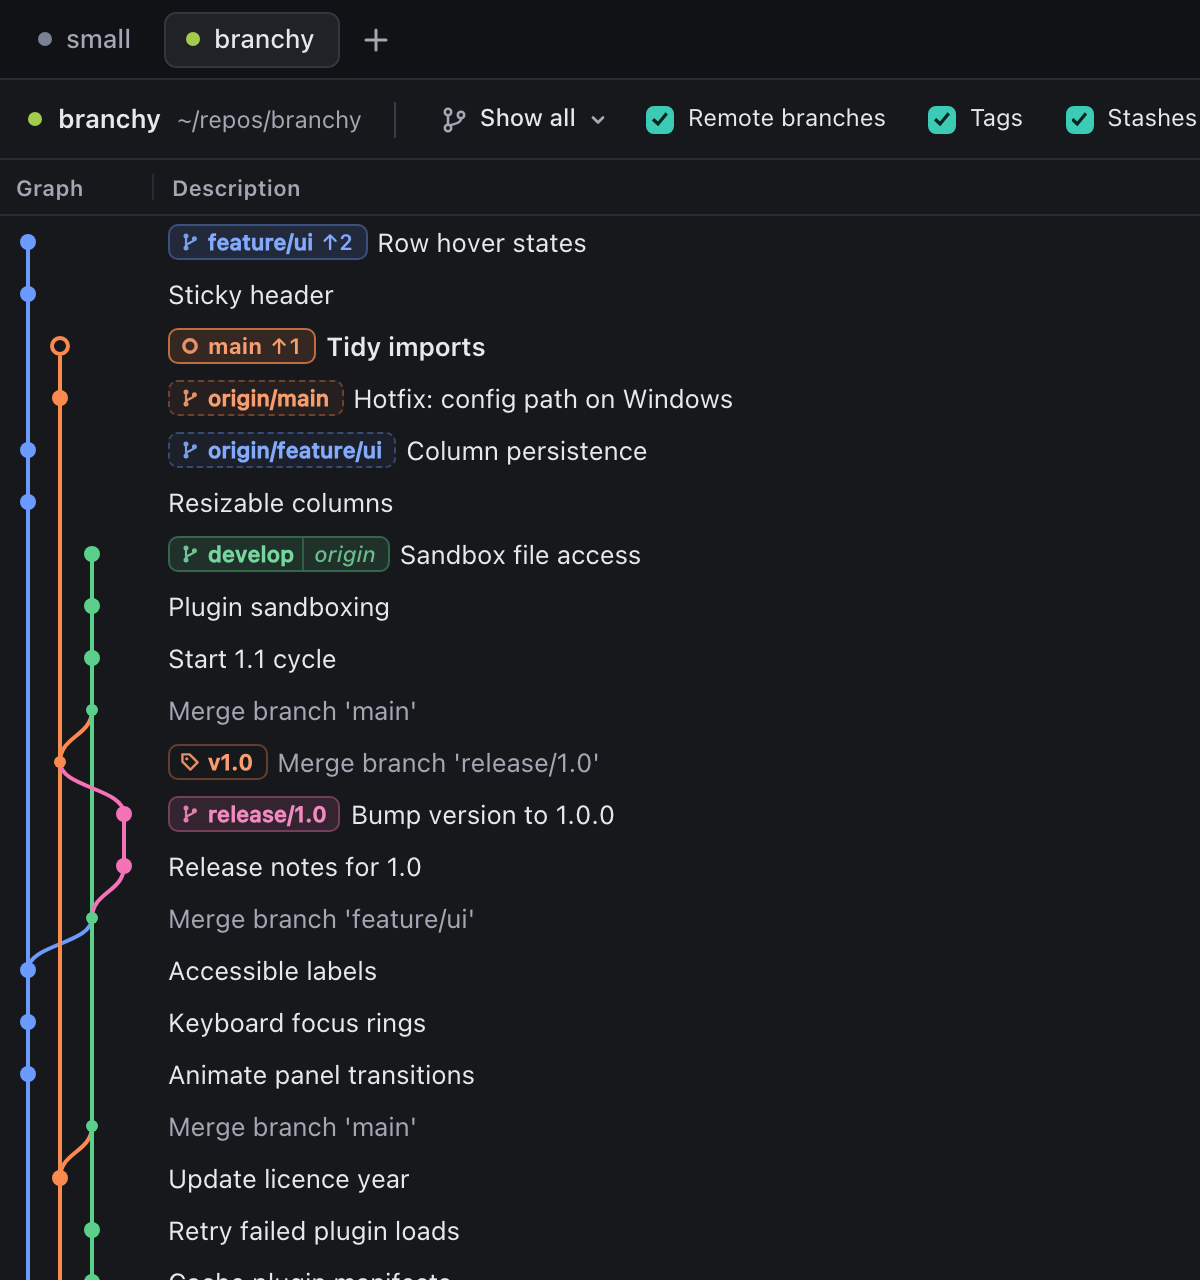 small branchy +
branchy ~/repos/branchy Show all Remote branches Tags Stashes
Graph Description
feature/ui ↑2 Row hover states
Sticky header
main ↑1 Tidy imports
origin/main Hotfix: config path on Windows
origin/feature/ui Column persistence
Resizable columns
develop origin Sandbox file access
Plugin sandboxing
Start 1.1 cycle
Merge branch 'main'
v1.0 Merge branch 'release/1.0'
release/1.0 Bump version to 1.0.0
Release notes for 1.0
Merge branch 'feature/ui'
Accessible labels
Keyboard focus rings
Animate panel transitions
Merge branch 'main'
Update licence year
Retry failed plugin loads
Cache plugin manifests